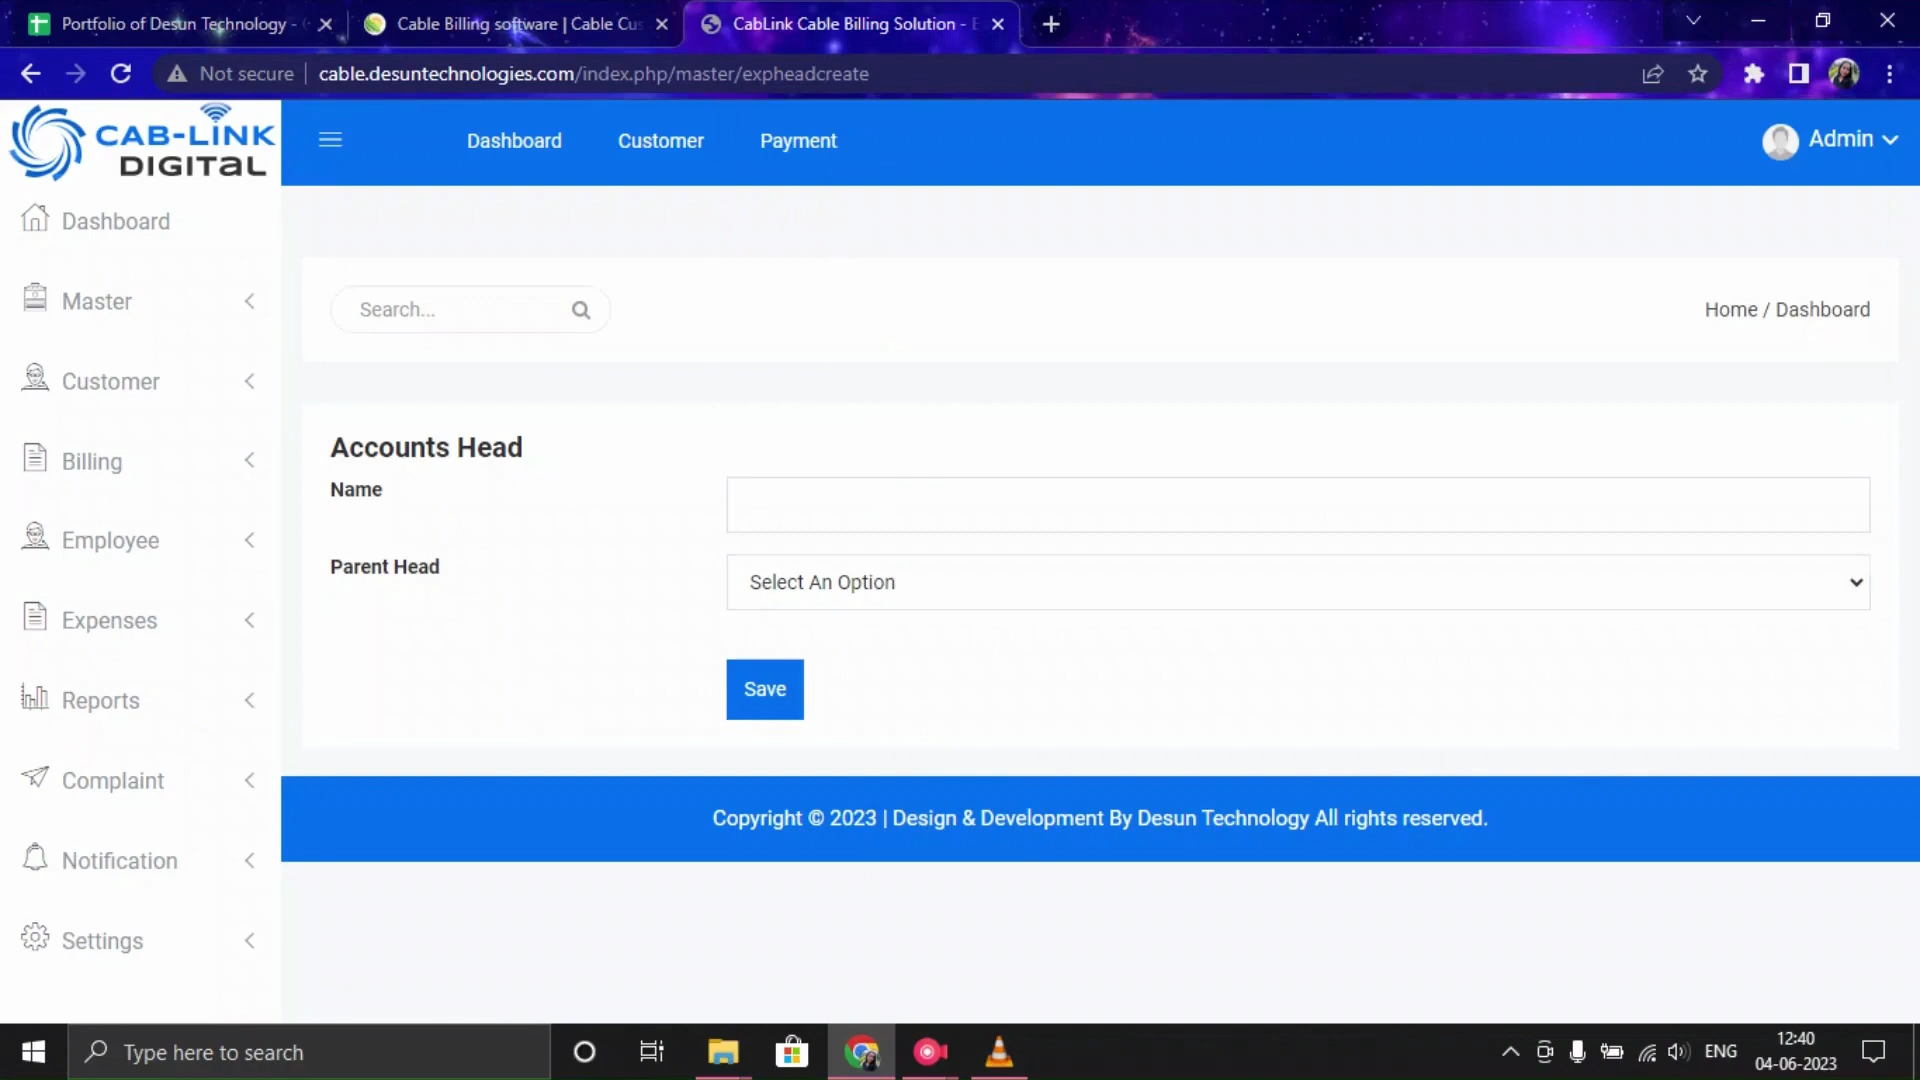 Portfolio of Desun Technology -
Cable Billing software | Cable Cus
CabLink Cable Billing Solution -
Not secure
cable.desuntechnologies.com/index.php/master/expheadcreate
CAB-LINK
DIGITAL
Dashboard
Customer
Payment
Admin
Dashboard
Master
Customer
Billing
Employee
Expenses
Reports
Complaint
Notification
Settings
Search...
Home / Dashboard
Accounts Head
Name
Parent Head
Select An Option
Save
Copyright © 2023 | Design & Development By Desun Technology All rights reserved.
Type here to search
ENG
12:40
04-06-2023